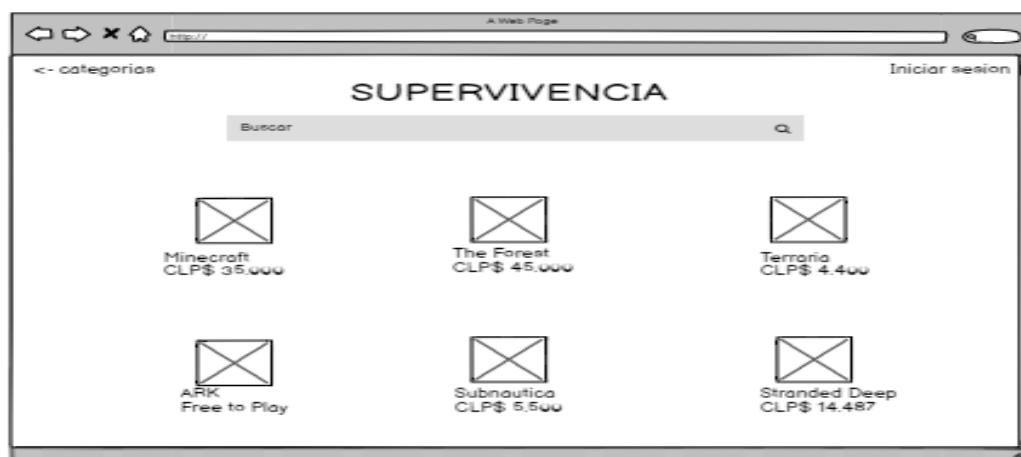 A Web Page
http://
<- categorias
Iniciar sesion
SUPERVIVENCIA
Buscar
Minecraft
CLP$ 35.000
The Forest
CLP$ 45.000
Terraria
CLP$ 4.400
ARK
Free to Play
Subnautica
CLP$ 5.500
Stranded Deep
CLP$ 14.487